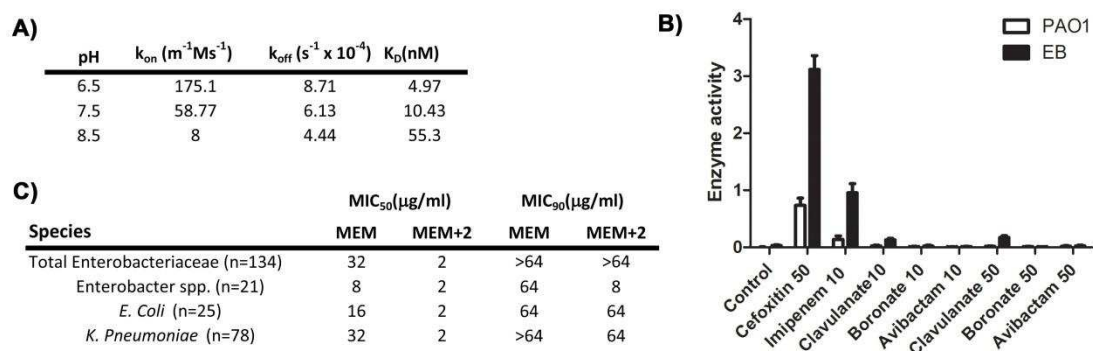 A)
pH kon (m-1Ms-1) koff (s-1 x 10-4) KD(nM)
6.5 175.1 8.71 4.97
7.5 58.77 6.13 10.43
8.5 8 4.44 55.3
B)
PAO1
EB
Enzyme activity
4
3
2
1
0
Control
Cefoxitin 50
Imipenem 10
Clavulanate10
Boronate 10
Avibactam 10
Clavulanate 50
Boronate 50
Avibactam 50
C)
MIC50(μg/ml) MIC90(μg/ml)
Species MEM MEM+2 MEM MEM+2
Total Enterobacteriaceae (n=134) 32 2 >64 >64
Enterobacter spp. (n=21) 8 2 64 8
E. Coli (n=25) 16 2 64 64
K. Pneumoniae (n=78) 32 2 >64 64